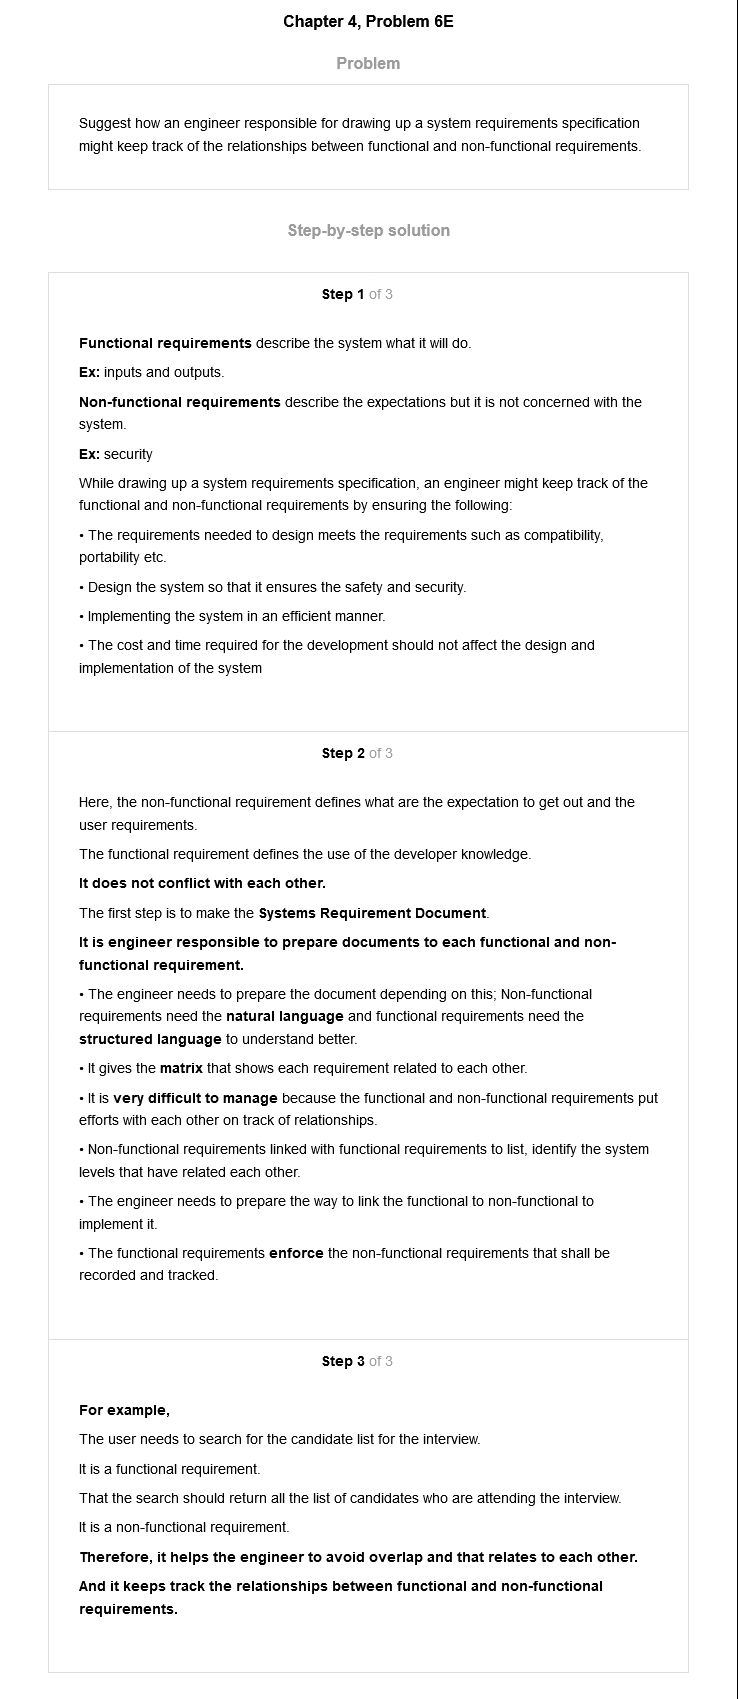 Chapter 4, Problem 6E
Problem
Suggest how an engineer responsible for drawing up a system requirements specification
might keep track of the relationships between functional and non-functional requirements.
Step-by-step solution
Step 1 of 3
Functional requirements describe the system what it will do.
Ex: inputs and outputs.
Non-functional requirements describe the expectations but it is not concerned with the
system.
Ex: security
While drawing up a system requirements specification, an engineer might keep track of the
functional and non-functional requirements by ensuring the following:
• The requirements needed to design meets the requirements such as compatibility,
portability etc.
• Design the system so that it ensures the safety and security.
• Implementing the system in an efficient manner.
• The cost and time required for the development should not affect the design and
implementation of the system
Step 2 of 3
Here, the non-functional requirement defines what are the expectation to get out and the
user requirements.
The functional requirement defines the use of the developer knowledge.
It does not conflict with each other.
The first step is to make the Systems Requirement Document.
It is engineer responsible to prepare documents to each functional and non-
functional requirement.
• The engineer needs to prepare the document depending on this; Non-functional
requirements need the natural language and functional requirements need the
structured language to understand better.
• It gives the matrix that shows each requirement related to each other.
• It is very difficult to manage because the functional and non-functional requirements put
efforts with each other on track of relationships.
• Non-functional requirements linked with functional requirements to list, identify the system
levels that have related each other.
• The engineer needs to prepare the way to link the functional to non-functional to
implement it.
• The functional requirements enforce the non-functional requirements that shall be
recorded and tracked.
Step 3 of 3
For example,
The user needs to search for the candidate list for the interview.
It is a functional requirement.
That the search should return all the list of candidates who are attending the interview.
It is a non-functional requirement.
Therefore, it helps the engineer to avoid overlap and that relates to each other.
And it keeps track the relationships between functional and non-functional
requirements.